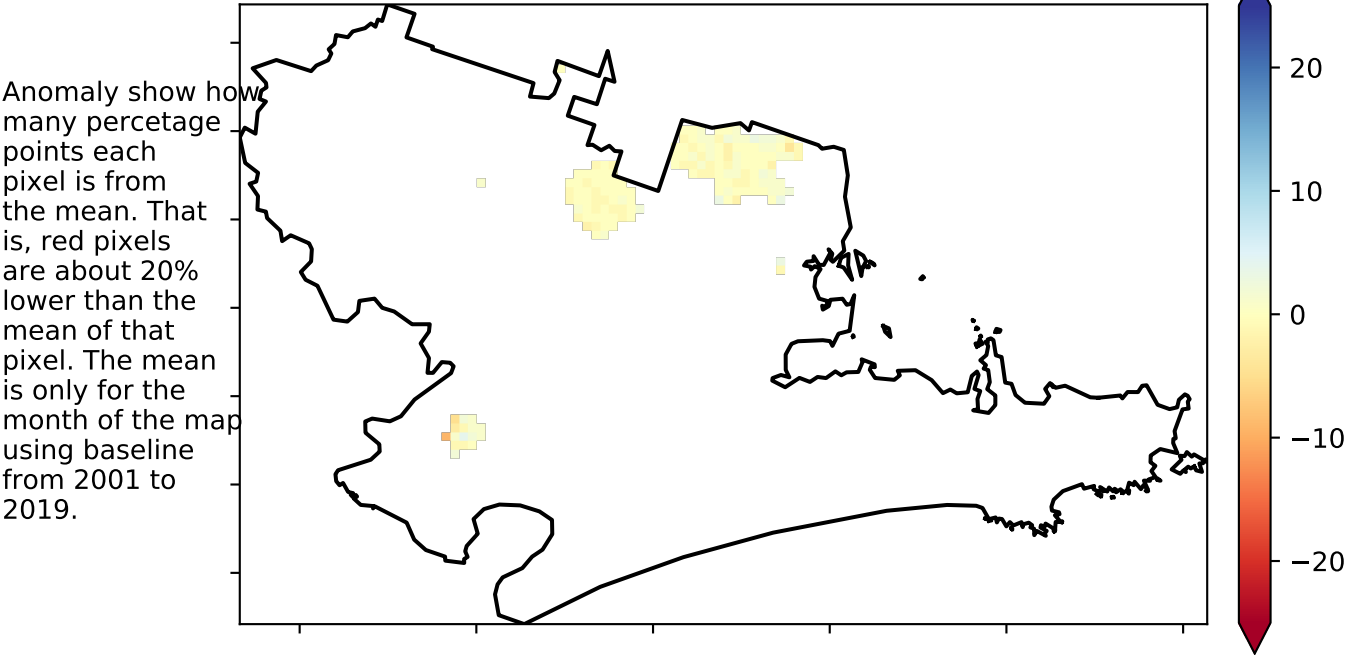 Anomaly show how
many percetage
points each
pixel is from
the mean. That
is, red pixels
are about 20%
lower than the
mean of that
pixel. The mean
is only for the
month of the map
using baseline
from 2001 to
2019.
20
10
0
−10
−20